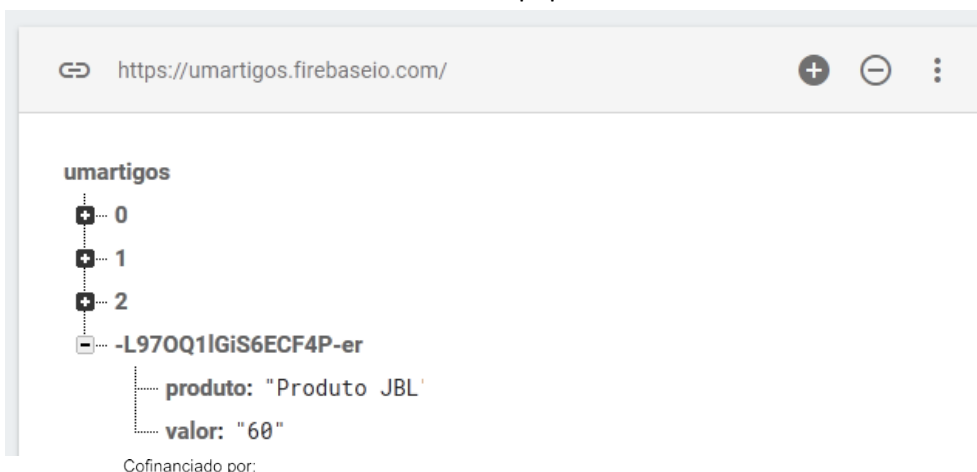 https://umartigos.firebaseio.com/
umartigos
0
1
2
-L97OQ1lGiS6ECF4P-er
produto: "Produto JBL"
valor: "60"
Cofinanciado por: